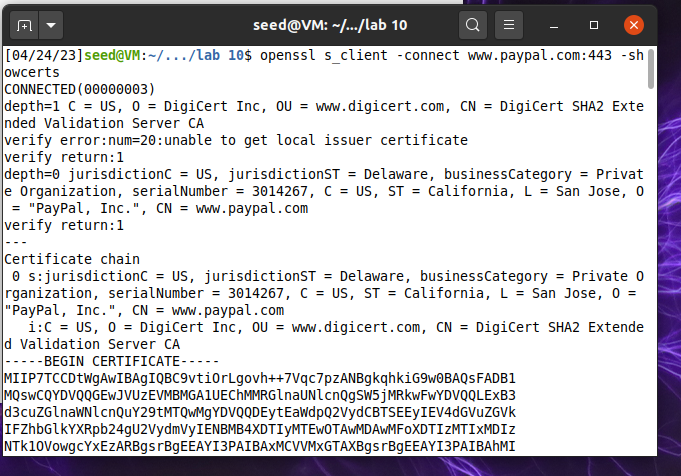 seed@VM: ~/.../lab 10
[04/24/23]seed@VM:~/.../lab 10$ openssl s_client -connect www.paypal.com:443 -sh
owcerts
CONNECTED(00000003)
depth=1 C = US, O = DigiCert Inc, OU = www.digicert.com, CN = DigiCert SHA2 Exte
nded Validation Server CA
verify error:num=20:unable to get local issuer certificate
verify return:1
depth=0 jurisdictionC = US, jurisdictionST = Delaware, businessCategory = Privat
e Organization, serialNumber = 3014267, C = US, ST = California, L = San Jose, O
 = "PayPal, Inc.", CN = www.paypal.com
verify return:1
---
Certificate chain
 0 s:jurisdictionC = US, jurisdictionST = Delaware, businessCategory = Private O
rganization, serialNumber = 3014267, C = US, ST = California, L = San Jose, O = 
"PayPal, Inc.", CN = www.paypal.com
   i:C = US, O = DigiCert Inc, OU = www.digicert.com, CN = DigiCert SHA2 Extende
d Validation Server CA
-----BEGIN CERTIFICATE-----
MIIP7TCCDtWgAwIBAgIQBC9vtiOrLgovh++7Vqc7pzANBgkqhkiG9w0BAQsFADB1
MQswCQYDVQQGEwJVUzEVMBMGA1UEChMMRGlnaUNlcnQgSW5jMRkwFwYDVQQLExB3
d3cuZGlnaWNlcnQuY29tMTQwMgYDVQQDEytEaWdpQ2VydCBTSEEyIEV4dGVuZGVk
IFZhbGlkYXRpb24gU2VydmVyIENBMB4XDTIyMTEwOTAwMDAwMFoXDTIzMTIxMDIz
NTk1OVowgcYxEzARBgsrBgEEAYI3PAIBAxMCVVMxGTAXBgsrBgEEAYI3PAIBAhMI